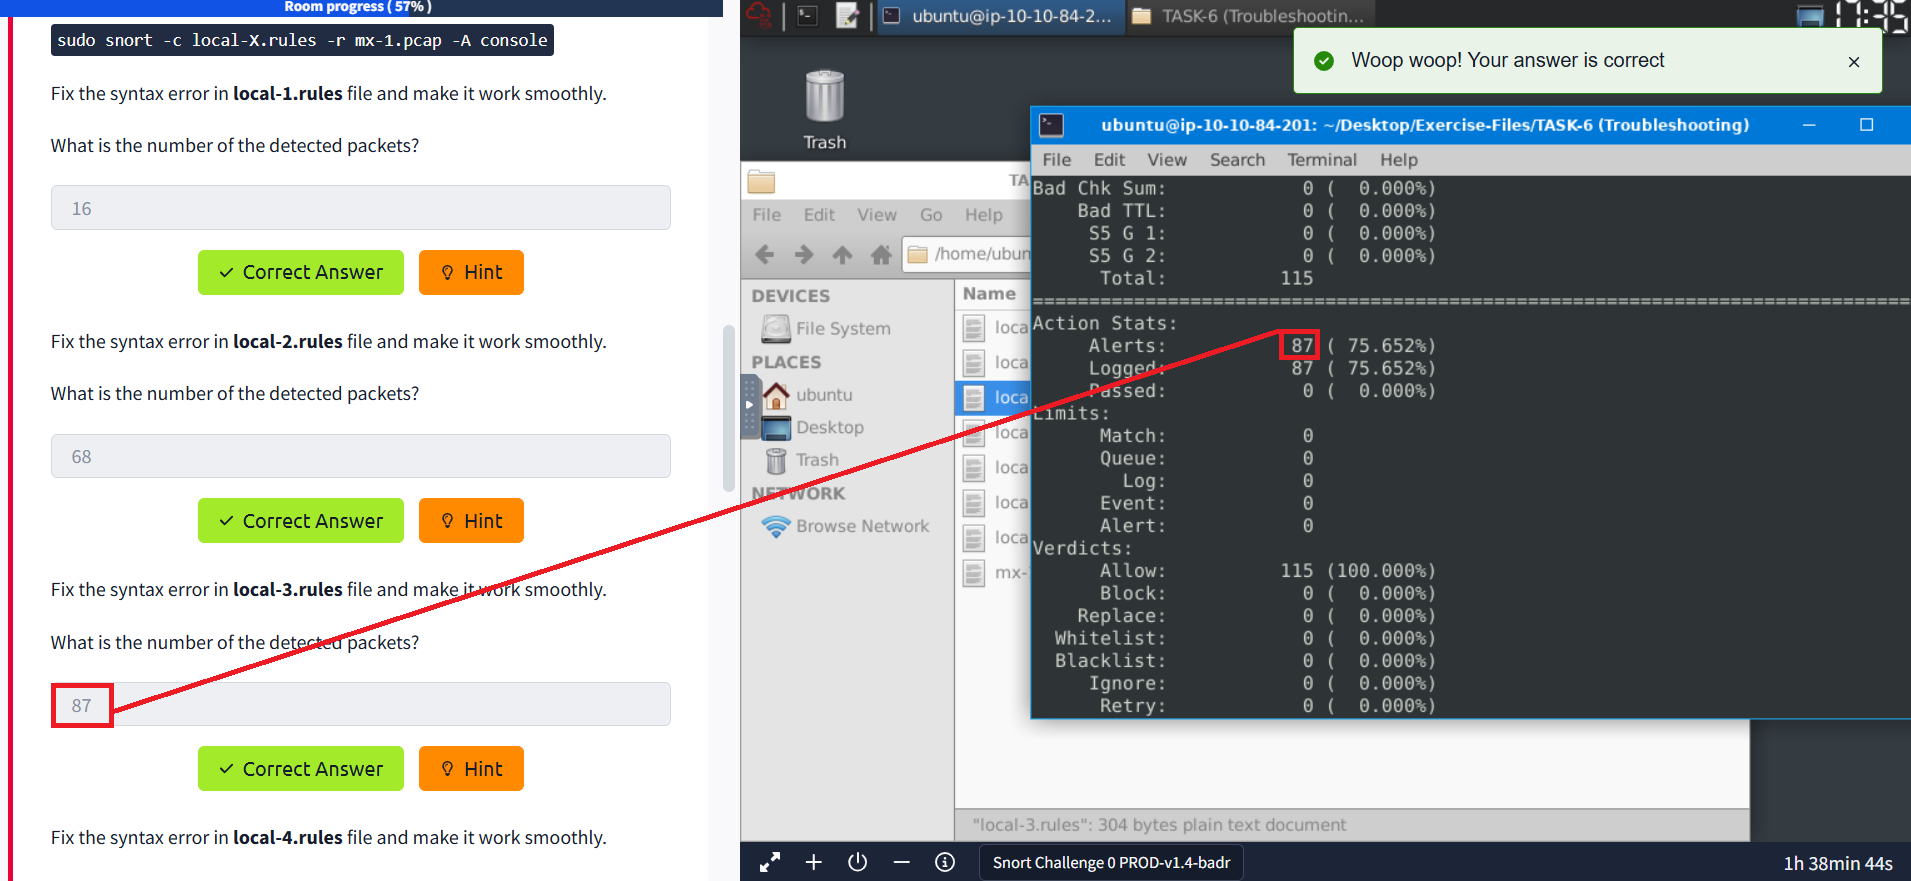 Room progress ( 57% )
sudo snort -c local-X.rules -r mx-1.pcap -A console
Fix the syntax error in local-1.rules file and make it work smoothly.
What is the number of the detected packets?
16
Correct Answer
Hint
Fix the syntax error in local-2.rules file and make it work smoothly.
What is the number of the detected packets?
68
Correct Answer
Hint
Fix the syntax error in local-3.rules file and make it work smoothly.
What is the number of the detected packets?
87
Correct Answer
Hint
Fix the syntax error in local-4.rules file and make it work smoothly.
ubuntu@ip-10-10-84-2...
TASK-6 (Troubleshootin...
17:35
Woop woop! Your answer is correct
Trash
TA
File Edit View Go Help
/home/ubun
DEVICES
File System
PLACES
ubuntu
Desktop
Trash
NETWORK
Browse Network
Name
loca
loca
loca
loca
loca
loca
loca
mx-
"local-3.rules": 304 bytes plain text document
ubuntu@ip-10-10-84-201: ~/Desktop/Exercise-Files/TASK-6 (Troubleshooting)
File Edit View Search Terminal Help
Bad Chk Sum: 0 ( 0.000%)
Bad TTL: 0 ( 0.000%)
S5 G 1: 0 ( 0.000%)
S5 G 2: 0 ( 0.000%)
Total: 115
===============================================================================
Action Stats:
Alerts: 87 ( 75.652%)
Logged: 87 ( 75.652%)
Passed: 0 ( 0.000%)
Limits:
Match: 0
Queue: 0
Log: 0
Event: 0
Alert: 0
Verdicts:
Allow: 115 (100.000%)
Block: 0 ( 0.000%)
Replace: 0 ( 0.000%)
Whitelist: 0 ( 0.000%)
Blacklist: 0 ( 0.000%)
Ignore: 0 ( 0.000%)
Retry: 0 ( 0.000%)
Snort Challenge 0 PROD-v1.4-badr
1h 38min 44s